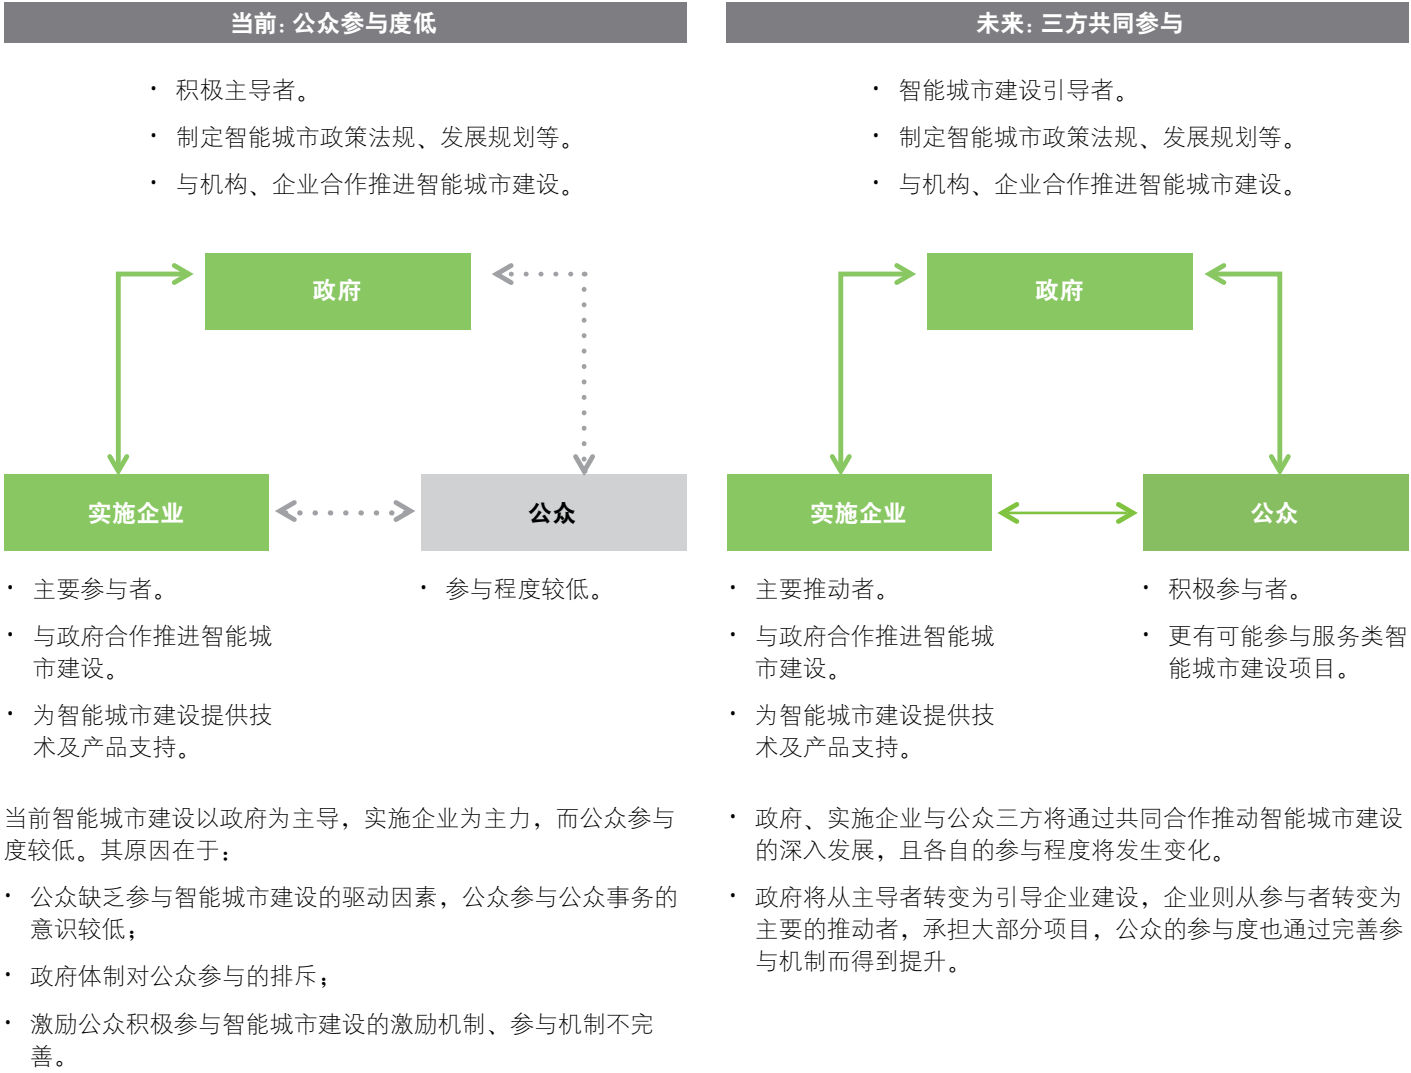 当前：公众参与度低
· 积极主导者。
· 制定智能城市政策法规、发展规划等。
· 与机构、企业合作推进智能城市建设。
政府
实施企业
公众
· 主要参与者。
· 与政府合作推进智能城
市建设。
· 为智能城市建设提供技
术及产品支持。
· 参与程度较低。
当前智能城市建设以政府为主导，实施企业为主力，而公众参与
度较低。其原因在于：
· 公众缺乏参与智能城市建设的驱动因素，公众参与公众事务的
意识较低；
· 政府体制对公众参与的排斥；
· 激励公众积极参与智能城市建设的激励机制、参与机制不完
善。
未来：三方共同参与
· 智能城市建设引导者。
· 制定智能城市政策法规、发展规划等。
· 与机构、企业合作推进智能城市建设。
政府
实施企业
公众
· 主要推动者。
· 与政府合作推进智能城
市建设。
· 为智能城市建设提供技
术及产品支持。
· 积极参与者。
· 更有可能参与服务类智
能城市建设项目。
· 政府、实施企业与公众三方将通过共同合作推动智能城市建设
的深入发展，且各自的参与程度将发生变化。
· 政府将从主导者转变为引导企业建设，企业则从参与者转变为
主要的推动者，承担大部分项目，公众的参与度也通过完善参
与机制而得到提升。